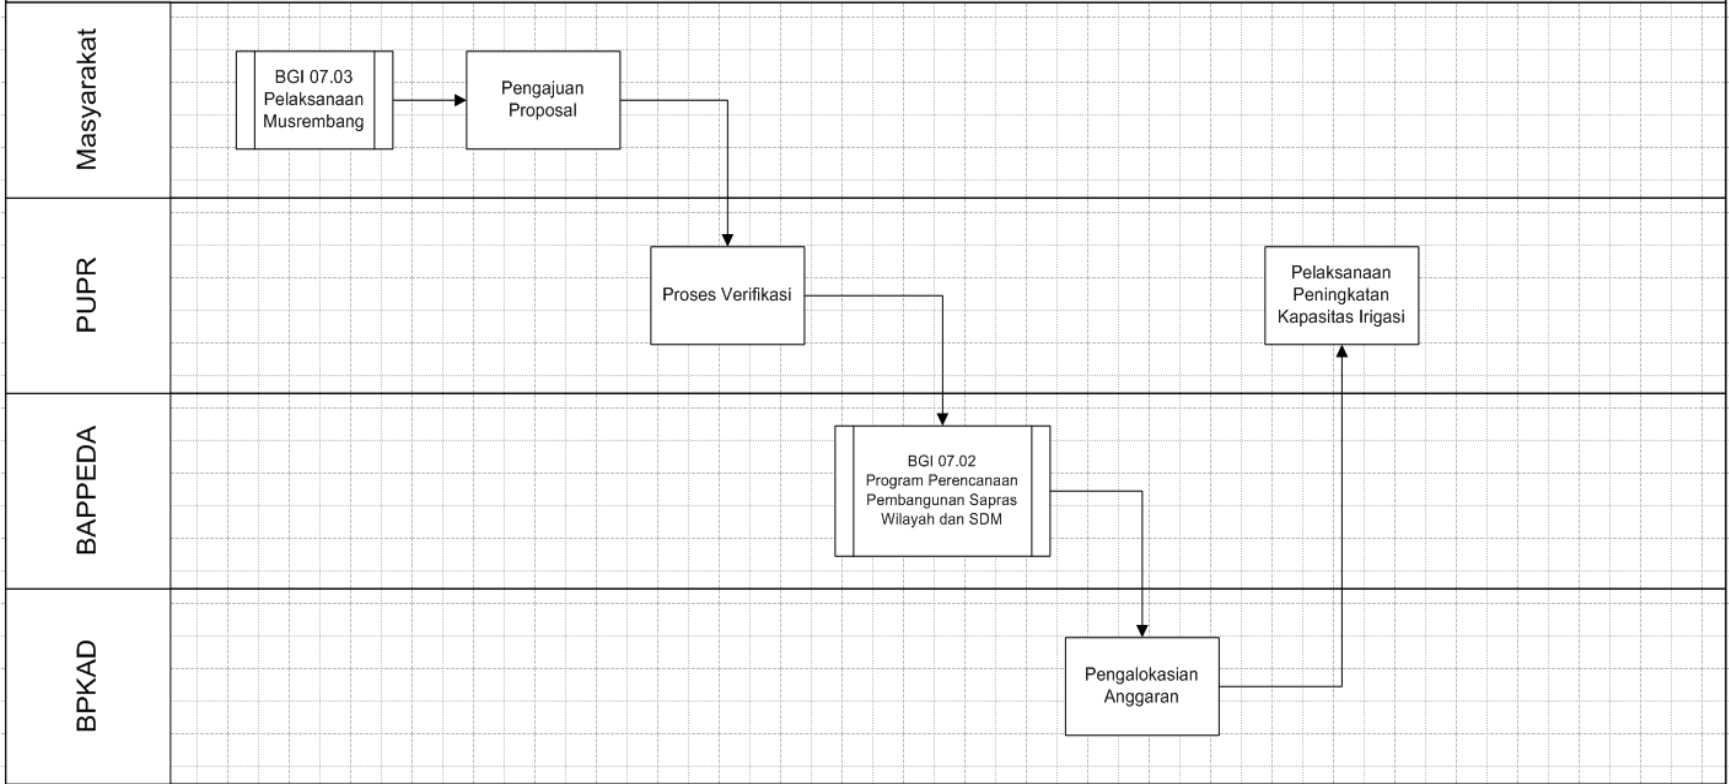 Masyarakat
BGI 07.03
Pelaksanaan
Musrembang
Pengajuan
Proposal
PUPR
Proses Verifikasi
Pelaksanaan
Peningkatan
Kapasitas Irigasi
BAPPEDA
BGI 07.02
Program Perencanaan
Pembangunan Sapras
Wilayah dan SDM
BPKAD
Pengalokasian
Anggaran